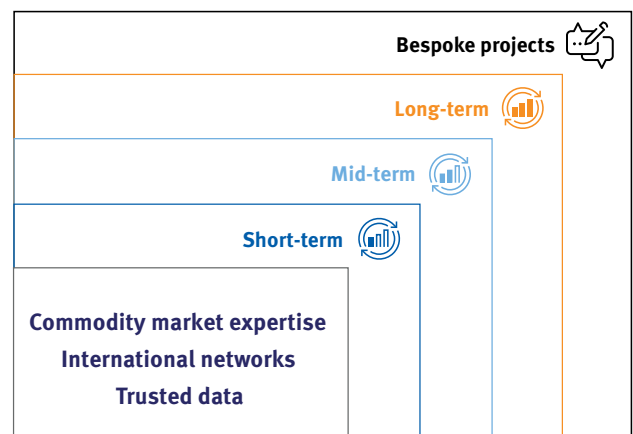 Bespoke projects
Long-term
Mid-term
Short-term
Commodity market expertise
International networks
Trusted data